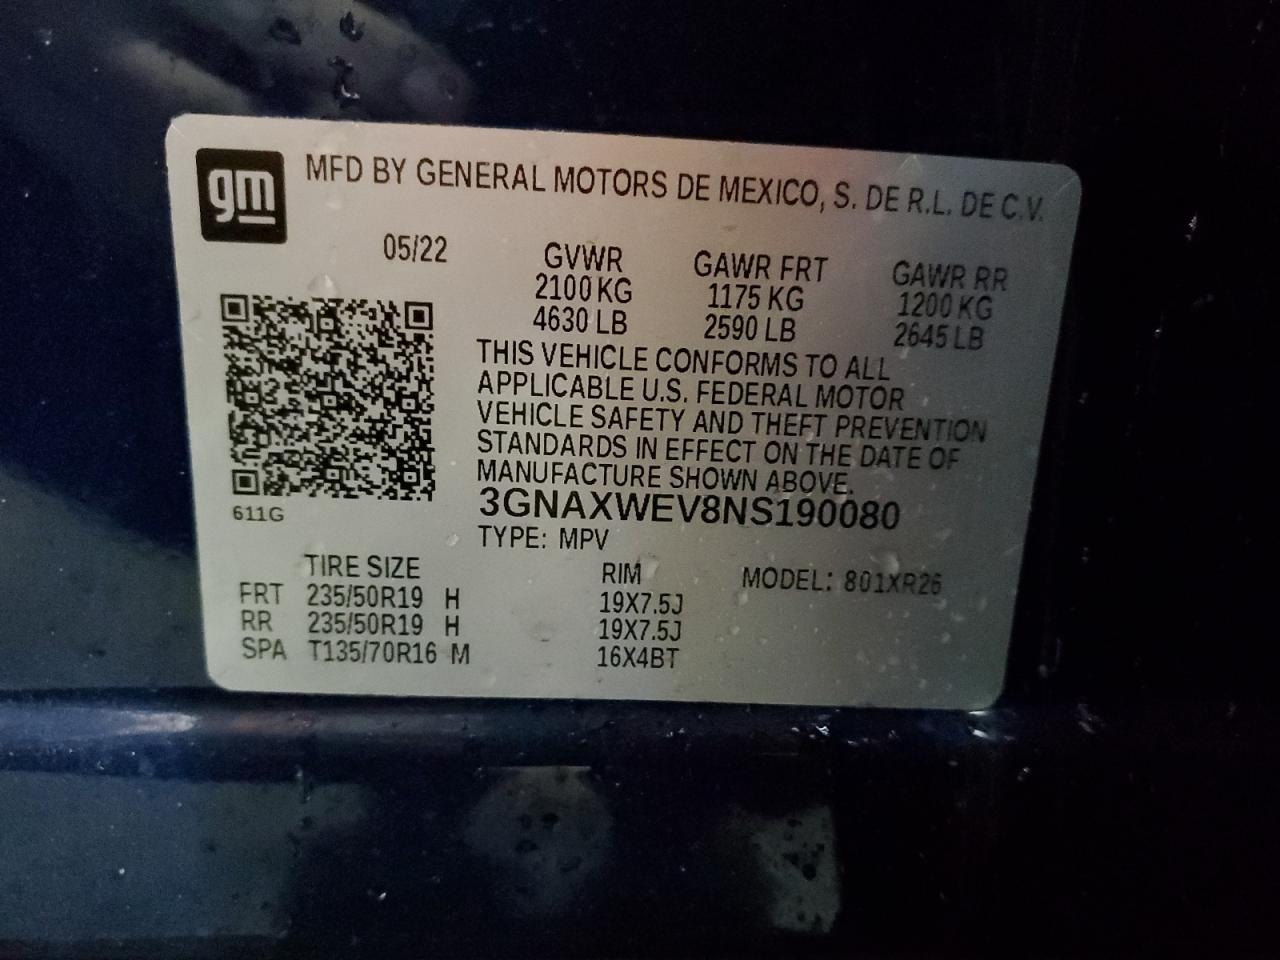 gm
MFD BY GENERAL MOTORS DE MEXICO, S. DE R.L. DE C.V.
05/22
GVWR GAWR FRT GAWR RR
2100 KG 1175 KG 1200 KG
4630 LB 2590 LB 2645 LB
THIS VEHICLE CONFORMS TO ALL
APPLICABLE U.S. FEDERAL MOTOR
VEHICLE SAFETY AND THEFT PREVENTION
STANDARDS IN EFFECT ON THE DATE OF
MANUFACTURE SHOWN ABOVE.
3GNAXWEV8NS190080
611G
TYPE: MPV
TIRE SIZE RIM MODEL: 801XR26
FRT 235/50R19 H 19X7.5J
RR 235/50R19 H 19X7.5J
SPA T135/70R16 M 16X4BT